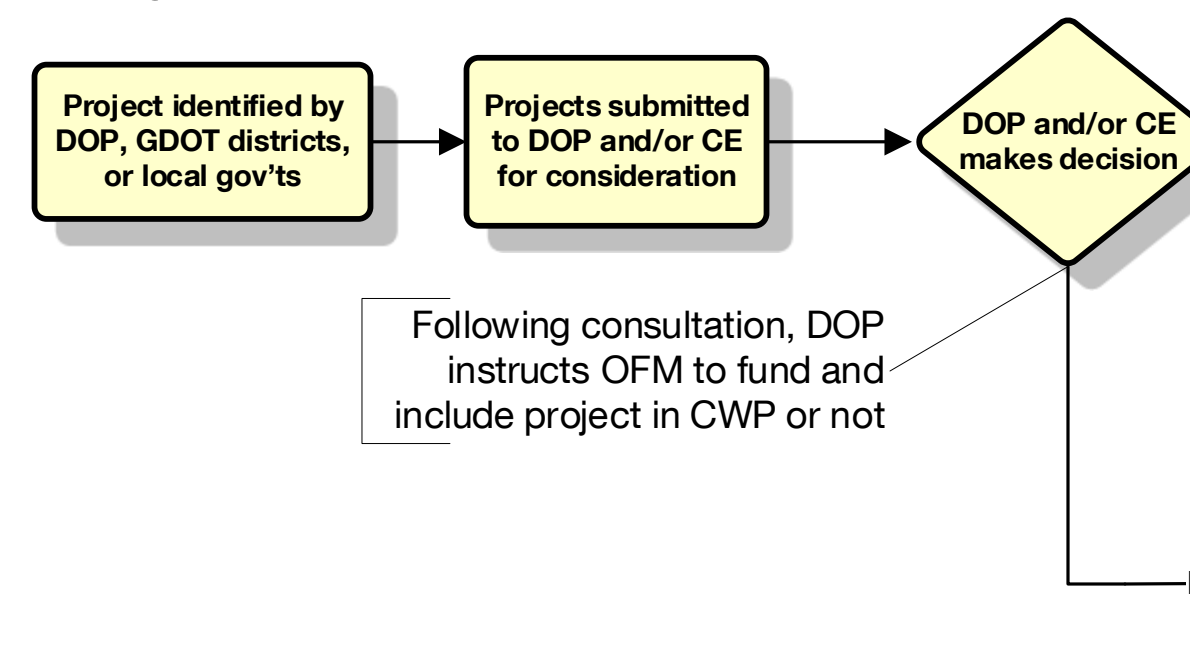 Project identified by
DOP, GDOT districts,
or local gov’ts
Projects submitted
to DOP and/or CE
for consideration
DOP and/or CE
makes decision
Following consultation, DOP
instructs OFM to fund and
include project in CWP or not